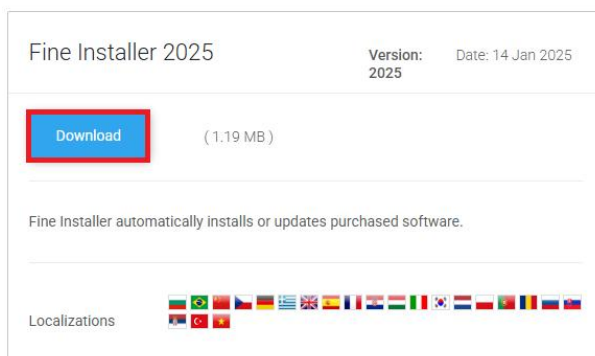 Fine Installer 2025
Version:
2025
Date: 14 Jan 2025
Download
( 1.19 MB )
Fine Installer automatically installs or updates purchased software.
Localizations